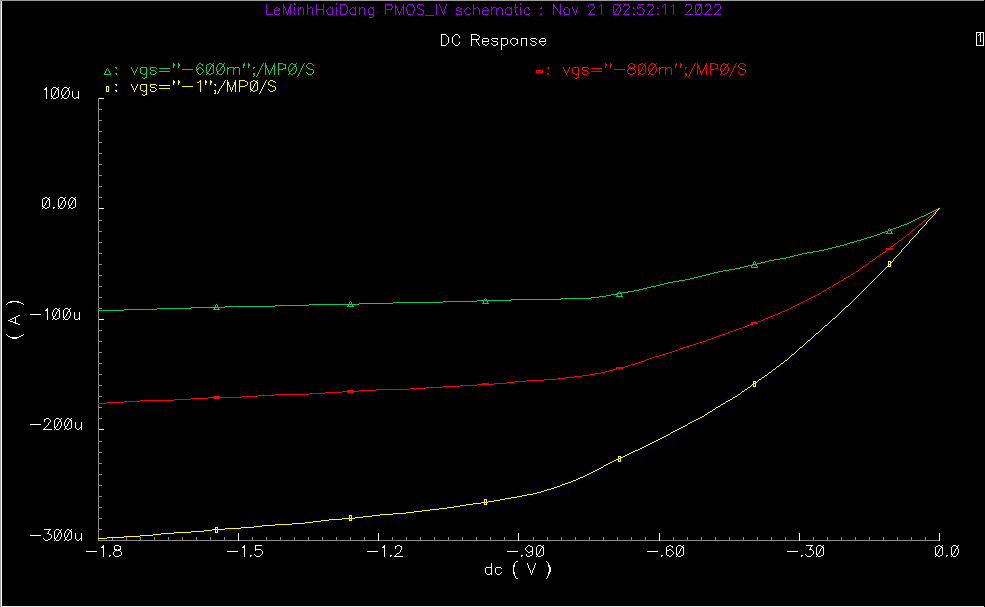 LeMinhHaiDang PMOS_IV schematic : Nov 21 02:52:11 2022
DC Response
1
△: vgs="-600m";/MP0/S
▬: vgs="-800m";/MP0/S
▯: vgs="-1";/MP0/S
100u
0.00
-100u
-200u
-300u
( A )
-1.8
-1.5
-1.2
-.90
-.60
-.30
0.0
dc ( V )